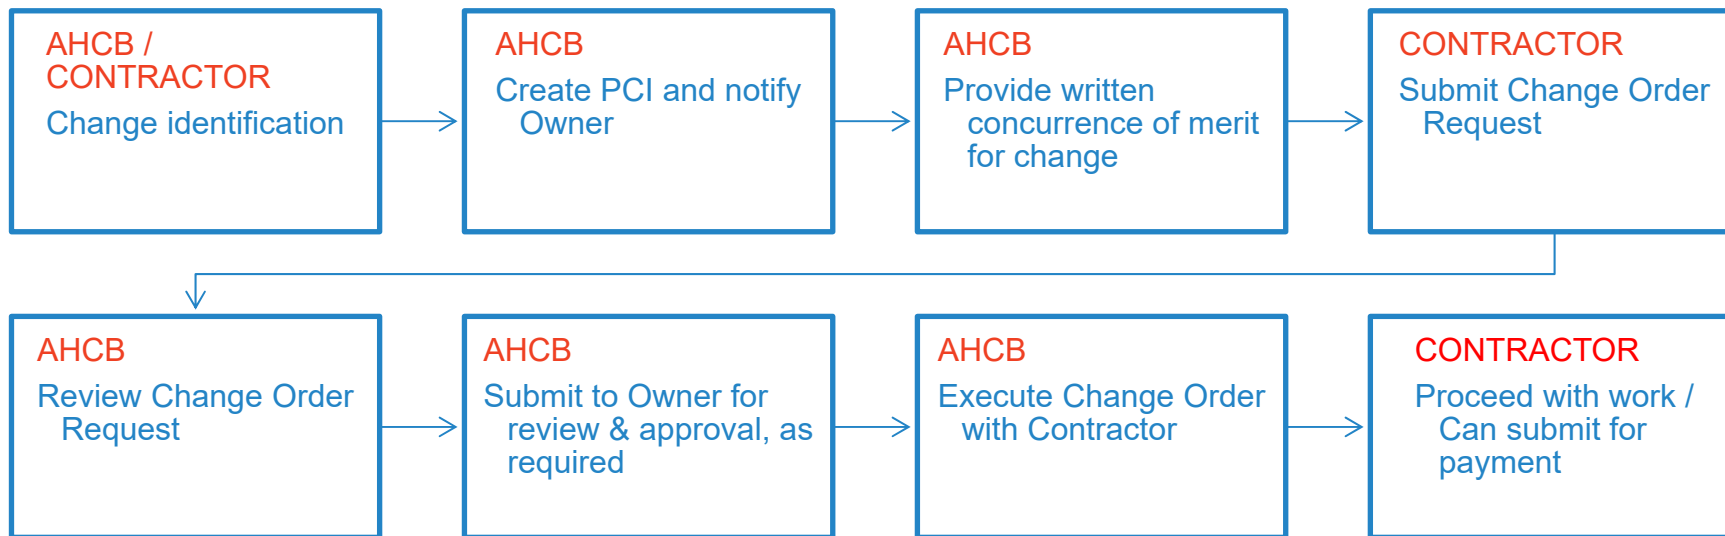 AHCB /
CONTRACTOR
Change identification
AHCB
Create PCI and notify
Owner
AHCB
Provide written
concurrence of merit
for change
CONTRACTOR
Submit Change Order
Request
AHCB
Review Change Order
Request
AHCB
Submit to Owner for
review & approval, as
required
AHCB
Execute Change Order
with Contractor
CONTRACTOR
Proceed with work /
Can submit for
payment